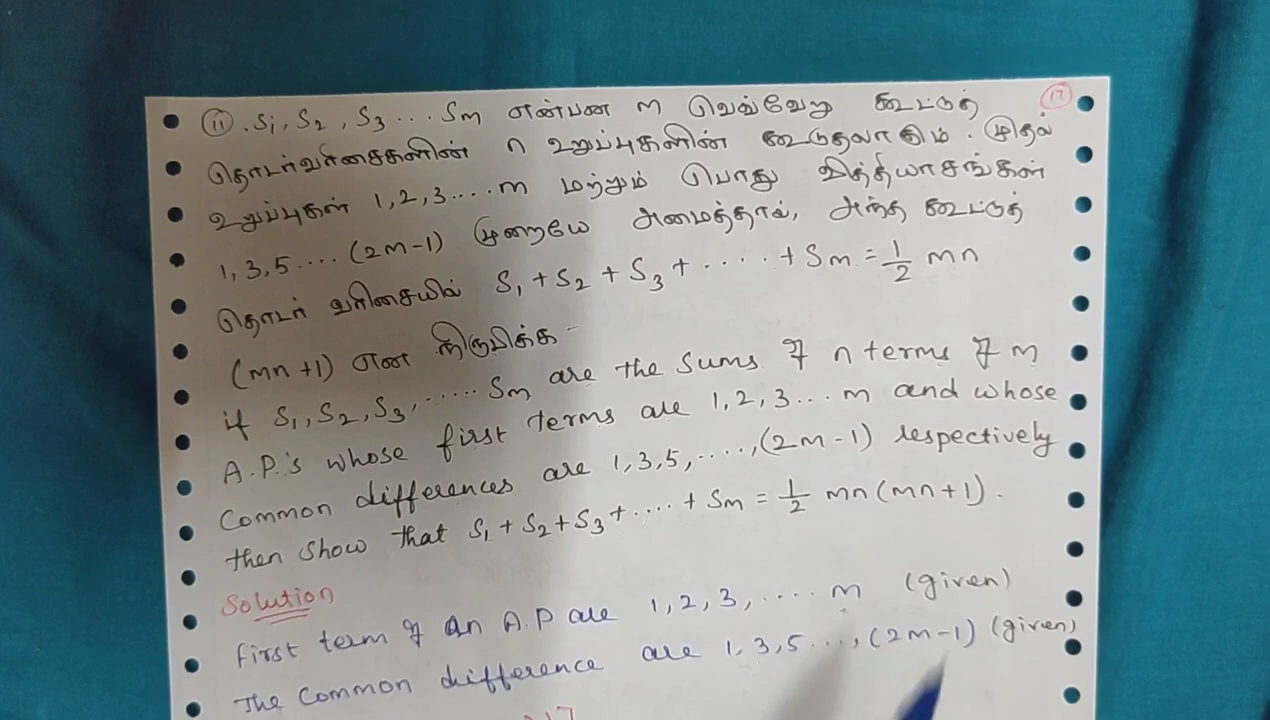 (11). S1, S2, S3 ... Sm என்பன m வெவ்வேறு கூட்டுத் (17)
தொடர்வரிசைகளின் n உறுப்புகளின் கூடுதலாகும். முதல்
உறுப்புகள் 1, 2, 3 .... m மற்றும் பொது வித்தியாசங்கள்
1, 3, 5 .... (2m-1) முறையே அமைத்தால், அந்த கூட்டுத்
தொடர் வரிசையில் S₁ + S₂ + S₃ + ..... + Sm = 1/2 mn
(mn +1) என நிருபிக்க -
if S₁, S₂, S₃, ..... Sm are the sums of n terms of m
A.P.'s whose first terms are 1, 2, 3 ... m and whose
Common differences are 1, 3, 5, ....., (2m-1) respectively
then show that S₁ + S₂ + S₃ + ..... + Sm = 1/2 mn (mn+1).
Solution
First term of an A.P are 1, 2, 3, ..... m (given)
The Common difference are 1, 3, 5 ..., (2m-1) (given)